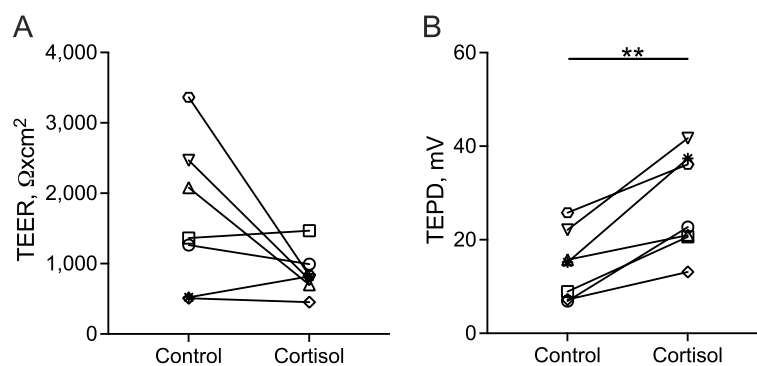 A
TEER, Ωxcm²
4,000
3,000
2,000
1,000
0
Control Cortisol
B
TEPD, mV
60
40
20
0
**
Control Cortisol